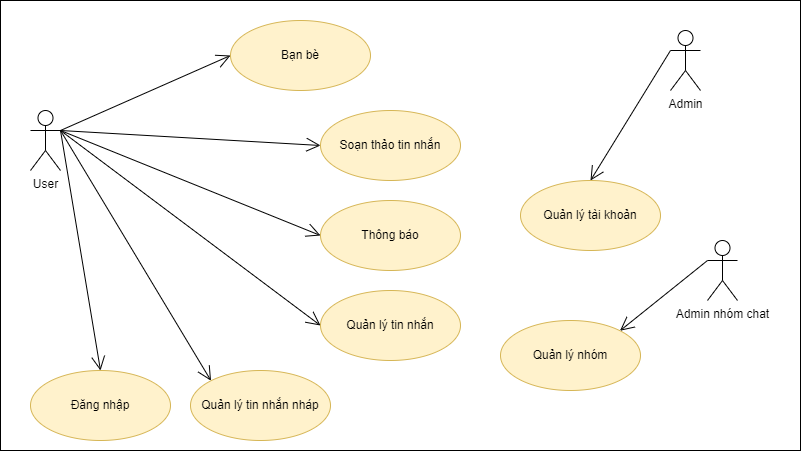 Bạn bè
Admin
Soạn thảo tin nhắn
User
Quản lý tài khoản
Thông báo
Admin nhóm chat
Quản lý tin nhắn
Quản lý nhóm
Đăng nhập
Quản lý tin nhắn nháp